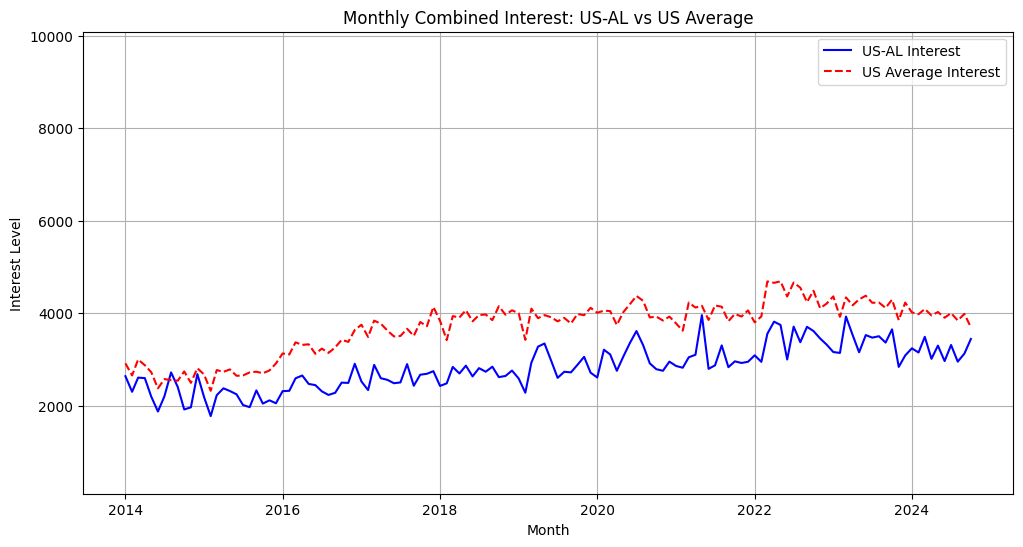 Monthly Combined Interest: US-AL vs US Average
US-AL Interest
US Average Interest
Interest Level
10000
8000
6000
4000
2000
2014 2016 2018 2020 2022 2024
Month